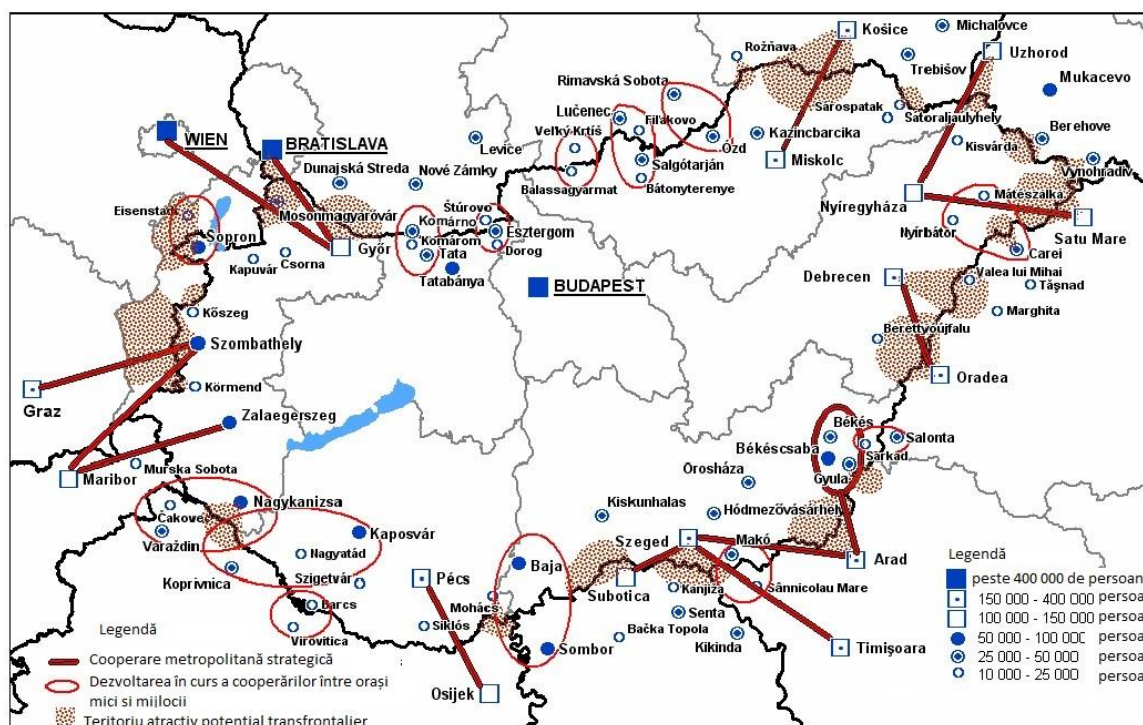 Košice
Michalovce
Rožňava
Uzhorod
Trebišov
Rimavská Sobota
Mukacevo
Sárospatak
Satoraljaujhely
Lučenec
Fiľakovo
WIEN
BRATISLAVA
Veľký Krtíš
Kazincbarcika
Berehove
Levice
Ózd
Kisvárda
Salgótarján
Miskolc
Vynohradiv
Dunajská Streda
Nové Zámky
Balassagyarmat
Bátonyterenye
Mátészalka
Eisenstadt
Mosonmagyaróvár
Štúrovo
Nyíregyháza
Komárno
Esztergom
Nyírbátor
Satu Mare
Sopron
Győr
Komárom
Dorog
Carei
Kapuvár
Csorna
Tata
Tatabánya
Debrecen
Valea lui Mihai
Tășnad
BUDAPEST
Kőszeg
Marghita
Berettyóújfalu
Szombathely
Körmend
Oradea
Graz
Zalaegerszeg
Békés
Salonta
Békéscsaba
Sarkad
Murska Sobota
Orosháza
Gyula
Maribor
Nagykanizsa
Kiskunhalas
Hódmezővásárhely
Čakovec
Kaposvár
Szeged
Makó
Varaždin
Nagyatád
Baja
Arad
Koprivnica
Szigetvár
Pécs
Subotica
Kanjiza
Sânnicolau Mare
Barcs
Mohács
Senta
Virovitica
Siklós
Bačka Topola
Kikinda
Sombor
Timişoara
Osijek
Legendă
Cooperare metropolitană strategică
Dezvoltarea în curs a cooperărilor între orași
mici si mijlocii
Teritoriu atractiv potential transfrontalier
Legendă
peste 400 000 de persoan
150 000 - 400 000 persoa
100 000 - 150 000 persoa
50 000 - 100 000 persoa
25 000 - 50 000 persoa
10 000 - 25 000 persoa